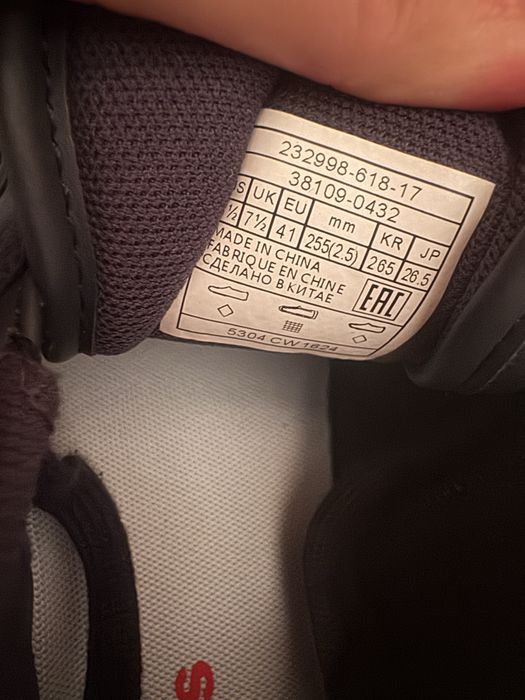 232998-618-17
38109-0432
S UK EU mm KR JP
½ 7½ 41 255(2.5) 265 26.5
MADE IN CHINA
FABRIQUE EN CHINE
СДЕЛАНО В КИТАЕ
EAC
5304 CW 1624
S